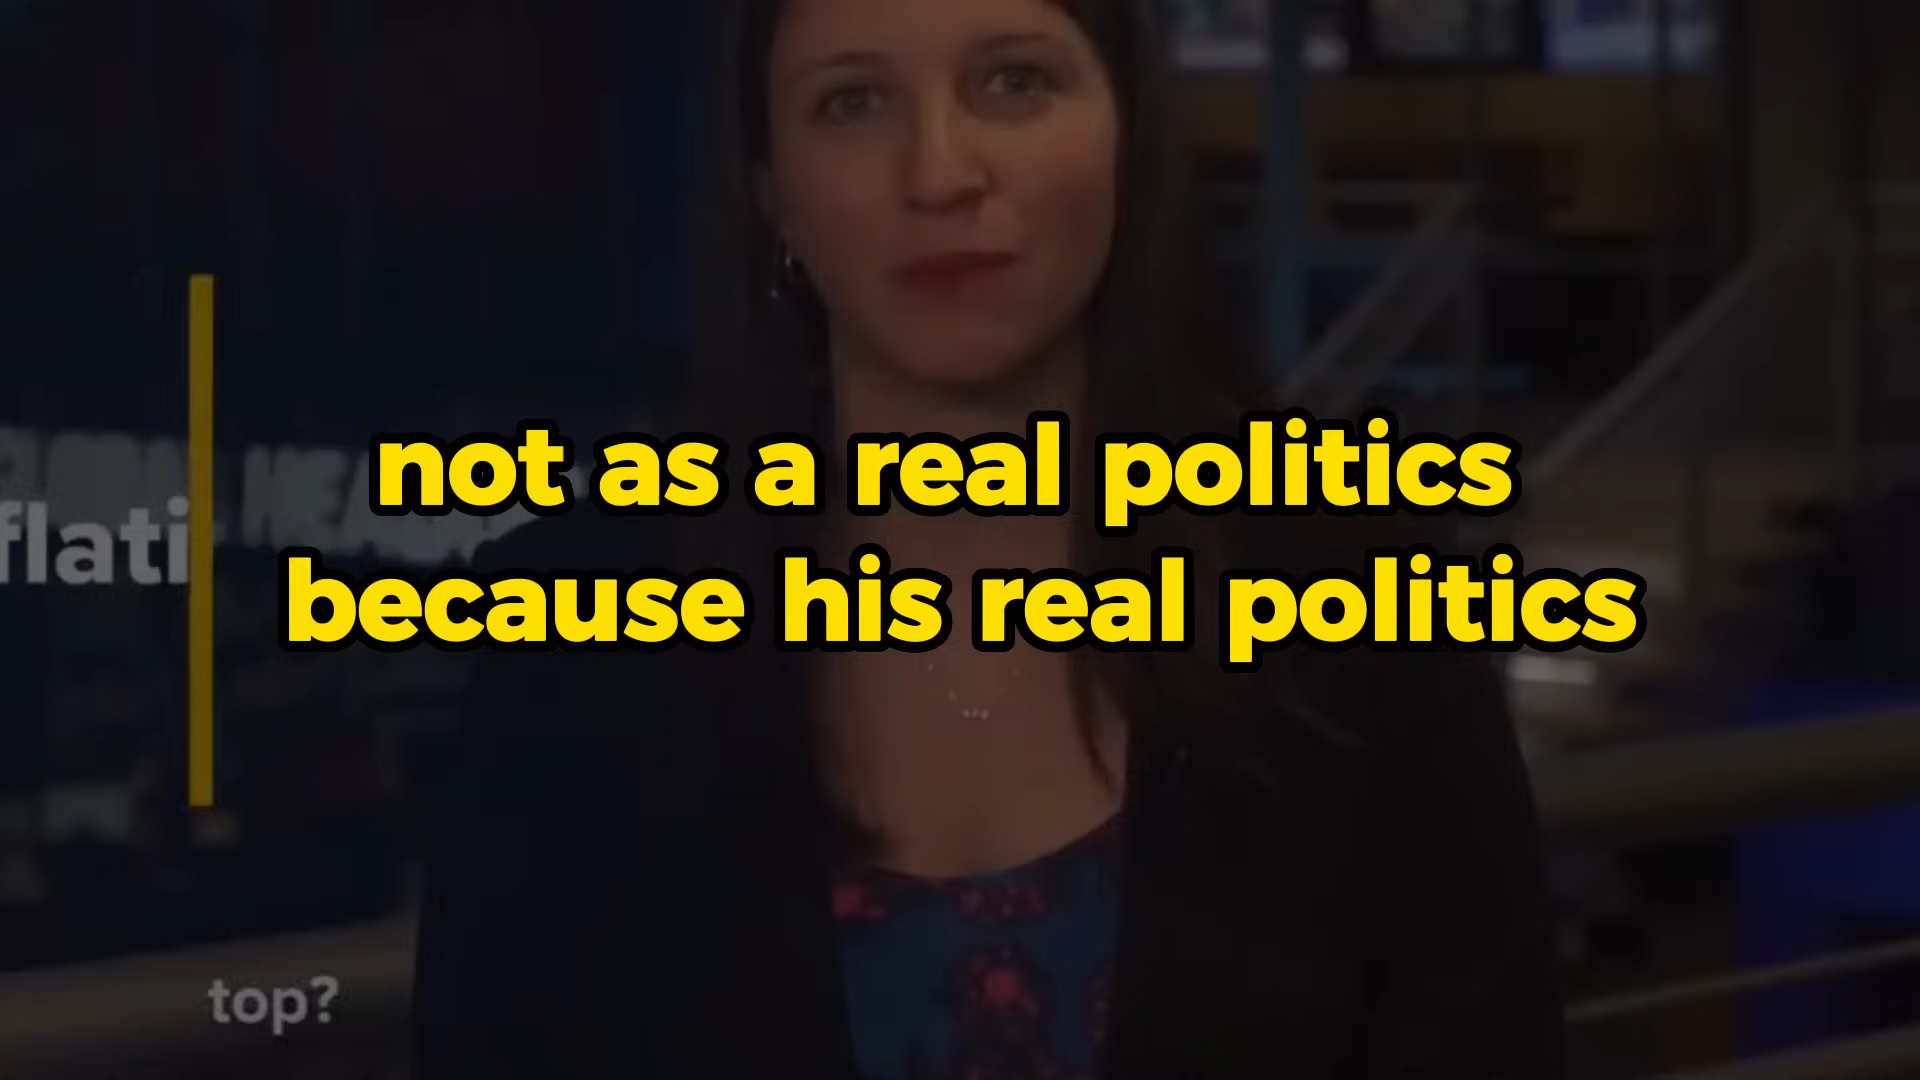 not as a real politics
flati
because his real politics
top?